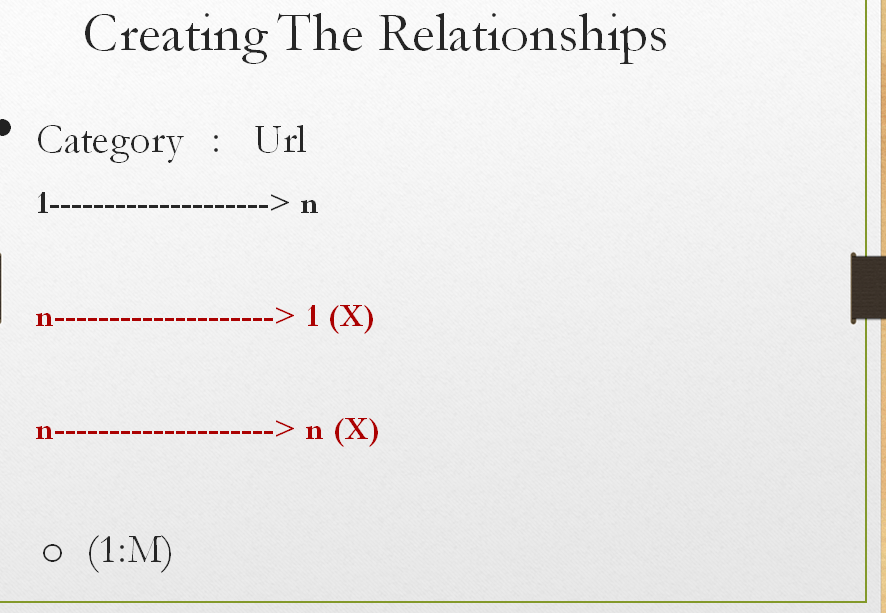 Creating The Relationships
• Category : Url
1--------------------> n
n--------------------> 1 (X)
n--------------------> n (X)
o (1:M)